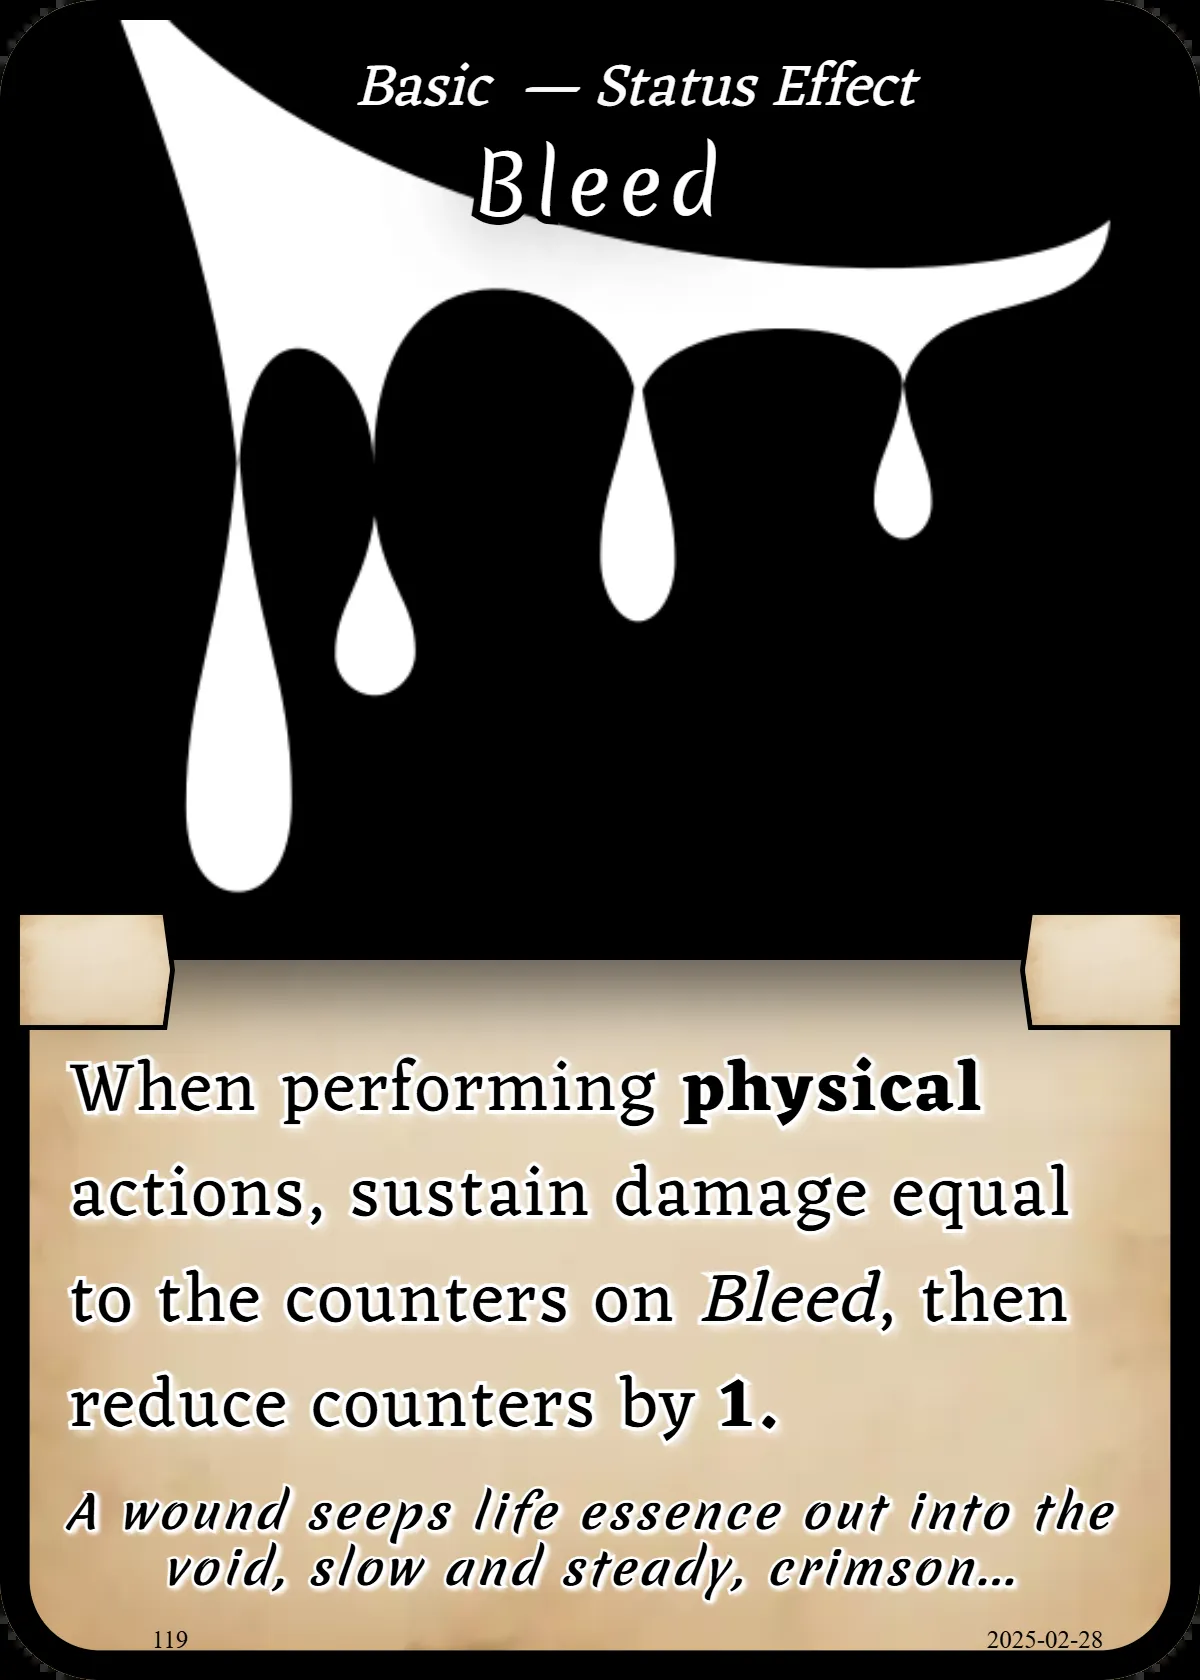 Basic — Status Effect
Bleed
When performing physical
actions, sustain damage equal
to the counters on Bleed, then
reduce counters by 1.
A wound seeps life essence out into the
void, slow and steady, crimson...
119
2025-02-28